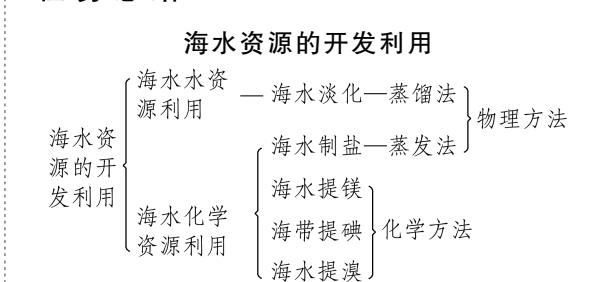 海水资源的开发利用
海水资
源的开
发利用
海水水资
源利用
—海水淡化—蒸馏法
海水化学
资源利用
海水制盐—蒸发法
物理方法
海水提镁
海带提碘
海水提溴
化学方法